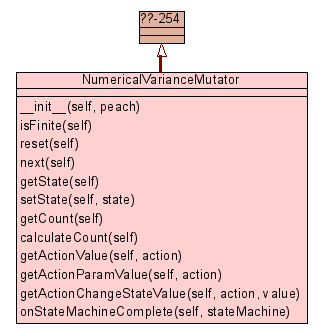 ??-254
NumericalVarianceMutator
__init__(self, peach)
isFinite(self)
reset(self)
next(self)
getState(self)
setState(self, state)
getCount(self)
calculateCount(self)
getActionValue(self, action)
getActionParamValue(self, action)
getActionChangeStateValue(self, action, value)
onStateMachineComplete(self, stateMachine)